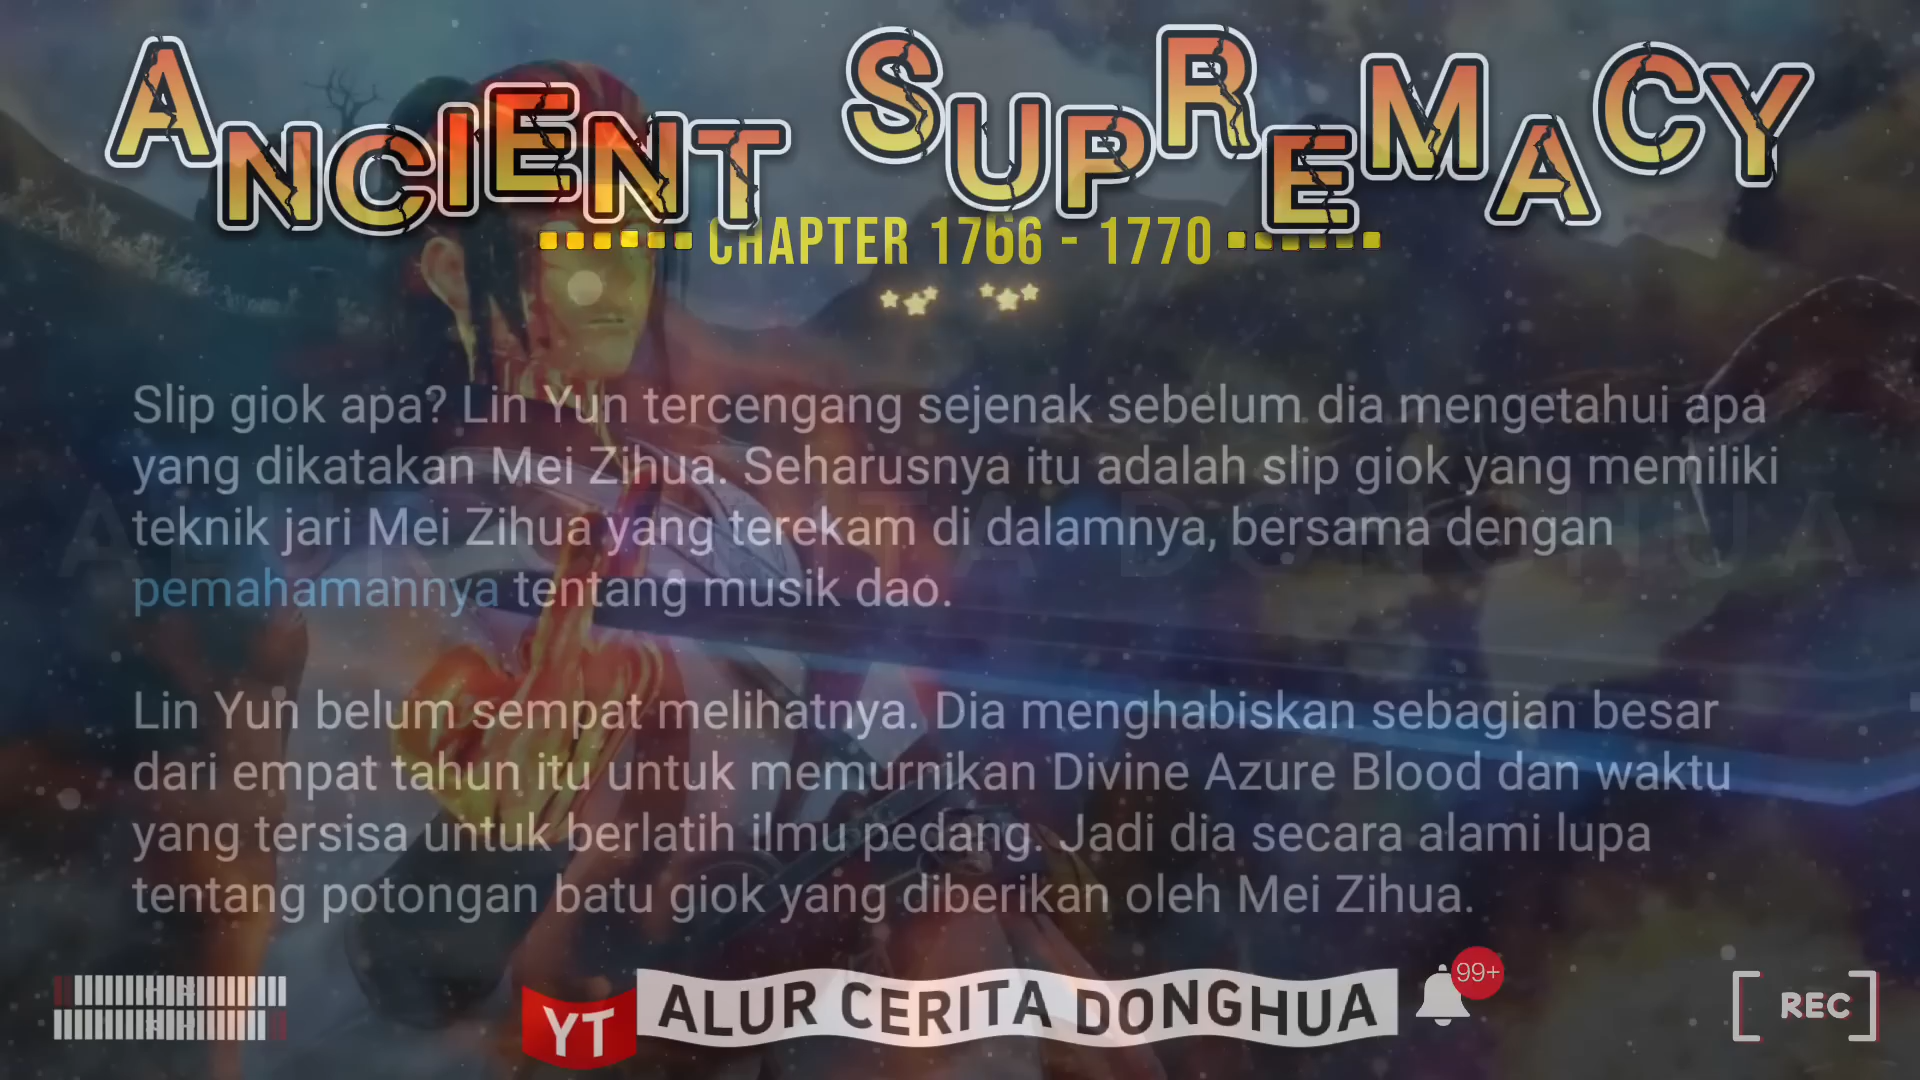 ANCIENT SUPREMACY
CHAPTER 1766 - 1770
Slip giok apa? Lin Yun tercengang sejenak sebelum dia mengetahui apa
yang dikatakan Mei Zihua. Seharusnya itu adalah slip giok yang memiliki
teknik jari Mei Zihua yang terekam di dalamnya, bersama dengan
pemahamannya tentang musik dao.
Lin Yun belum sempat melihatnya. Dia menghabiskan sebagian besar
dari empat tahun itu untuk memurnikan Divine Azure Blood dan waktu
yang tersisa untuk berlatih ilmu pedang. Jadi dia secara alami lupa
tentang potongan batu giok yang diberikan oleh Mei Zihua.
YT ALUR CERITA DONGHUA 99+
[ REC ]